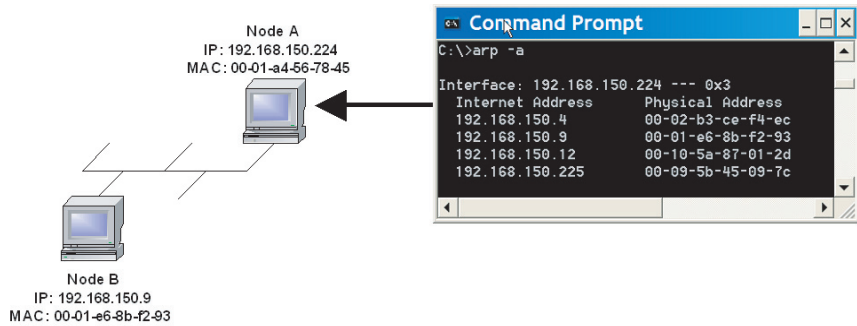 Node A
IP: 192.168.150.224
MAC: 00-01-a4-56-78-45
Command Prompt
C:\>arp -a
Interface: 192.168.150.224 --- 0x3
Internet Address Physical Address
192.168.150.4 00-02-b3-ce-f4-ec
192.168.150.9 00-01-e6-8b-f2-93
192.168.150.12 00-10-5a-87-01-2d
192.168.150.225 00-09-5b-45-09-7c
Node B
IP: 192.168.150.9
MAC: 00-01-e6-8b-f2-93